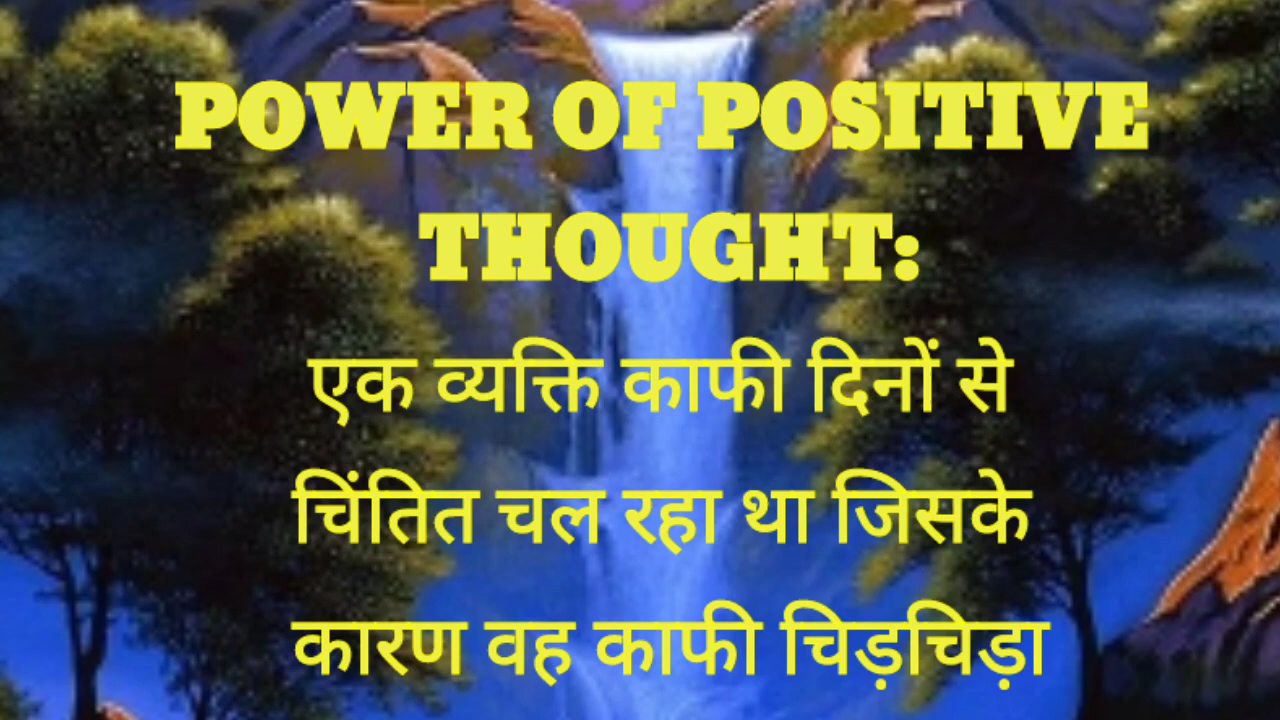 POWER OF POSITIVE
THOUGHT:
एक व्यक्ति काफी दिनों से
चिंतित चल रहा था जिसके
कारण वह काफी चिड़चिड़ा